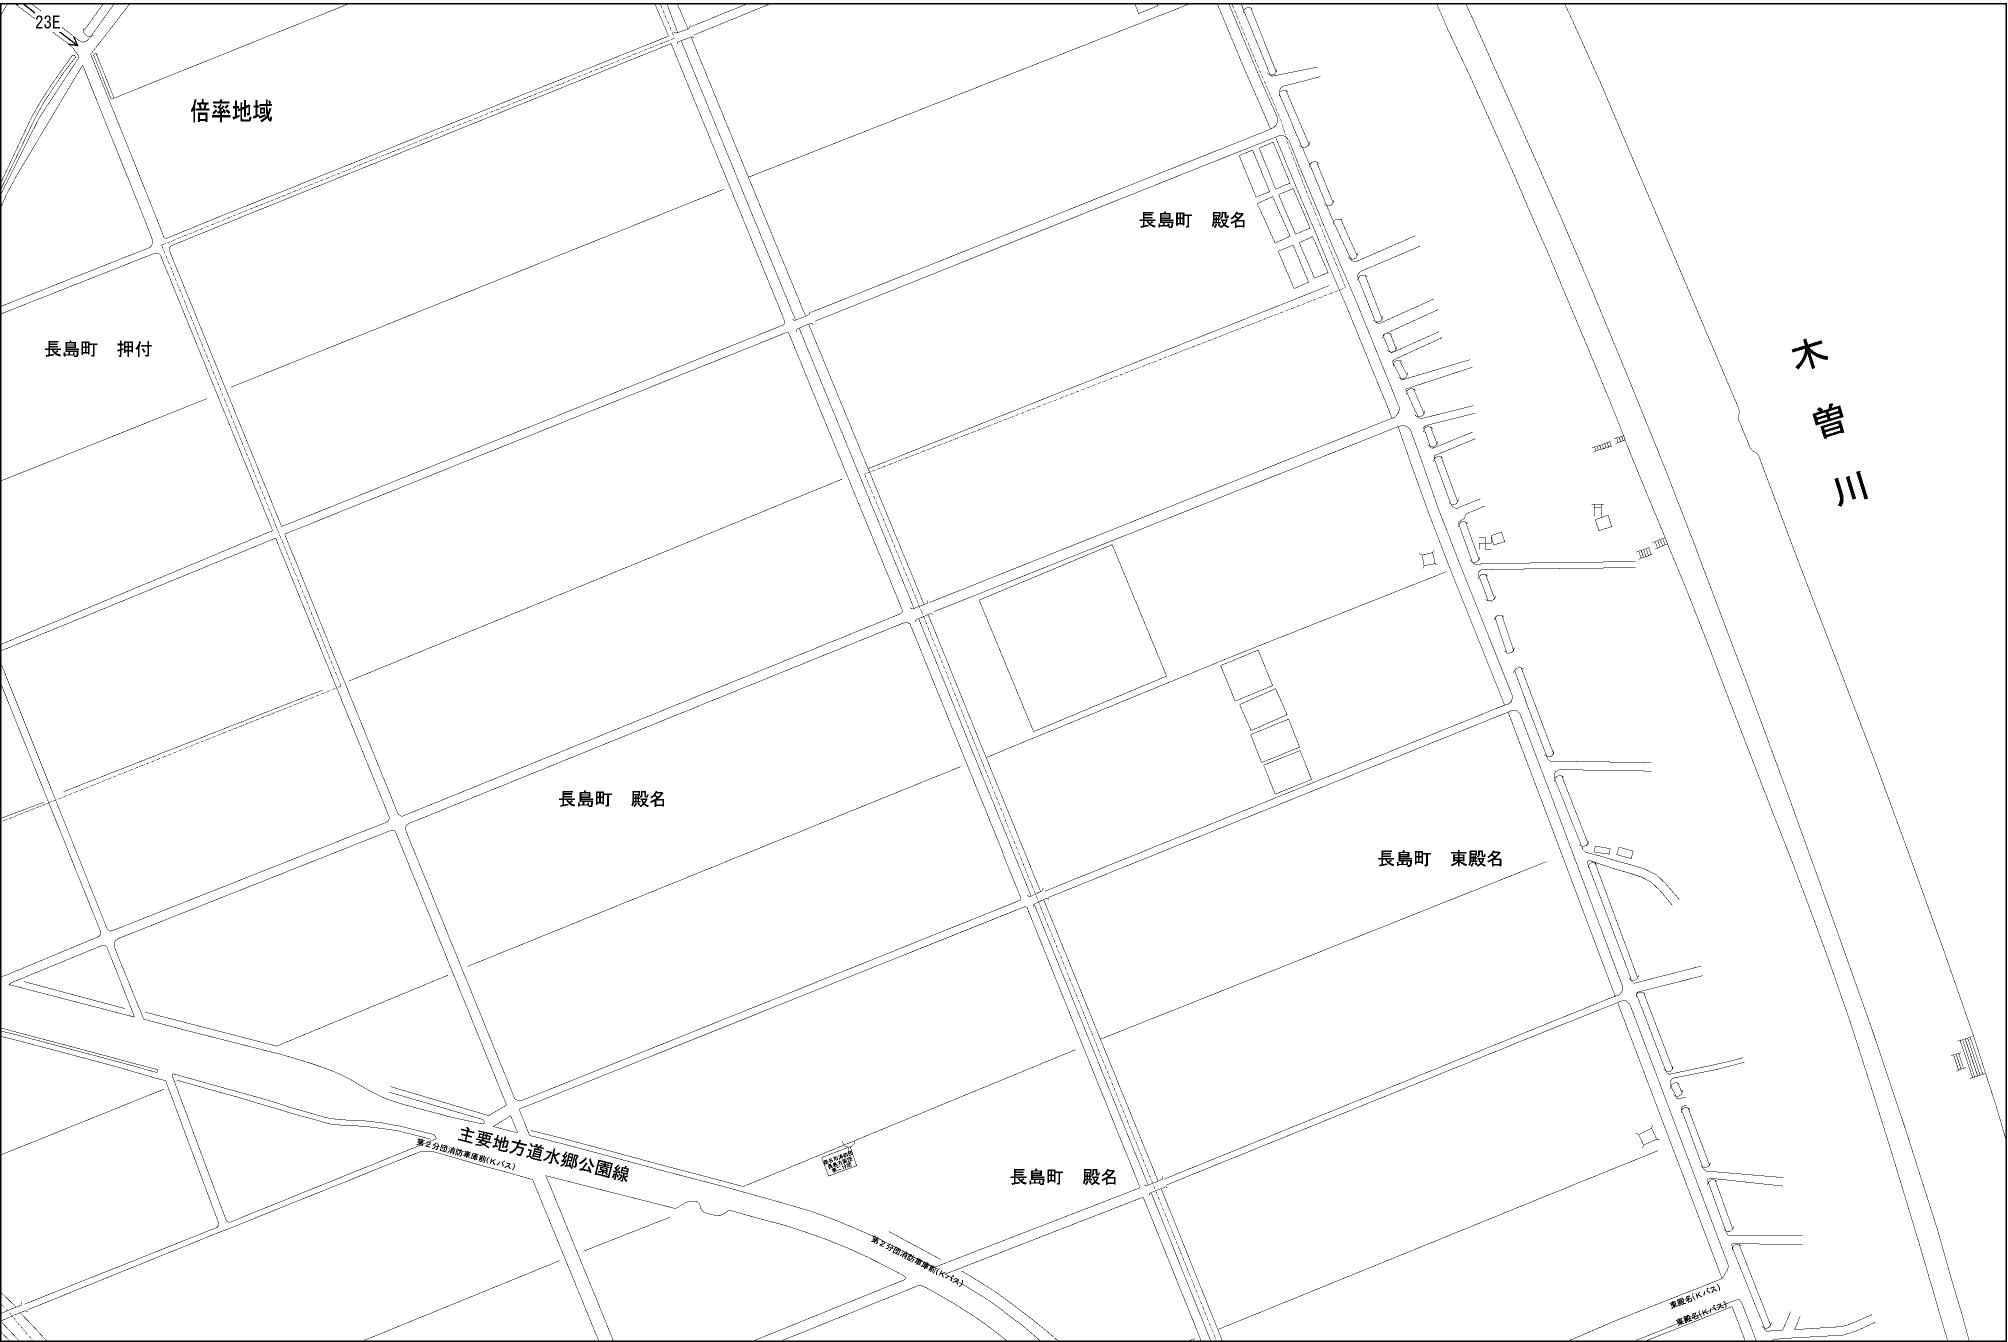 23E
倍率地域
長島町　殿名
長島町　押付
木曽川
長島町　殿名
長島町　東殿名
主要地方道水郷公園線
第２分団消防車庫前(Ｋバス)
長島町　殿名
第２分団消防車庫前(Ｋバス)
東殿名(Ｋバス)
東殿名(Ｋバス)